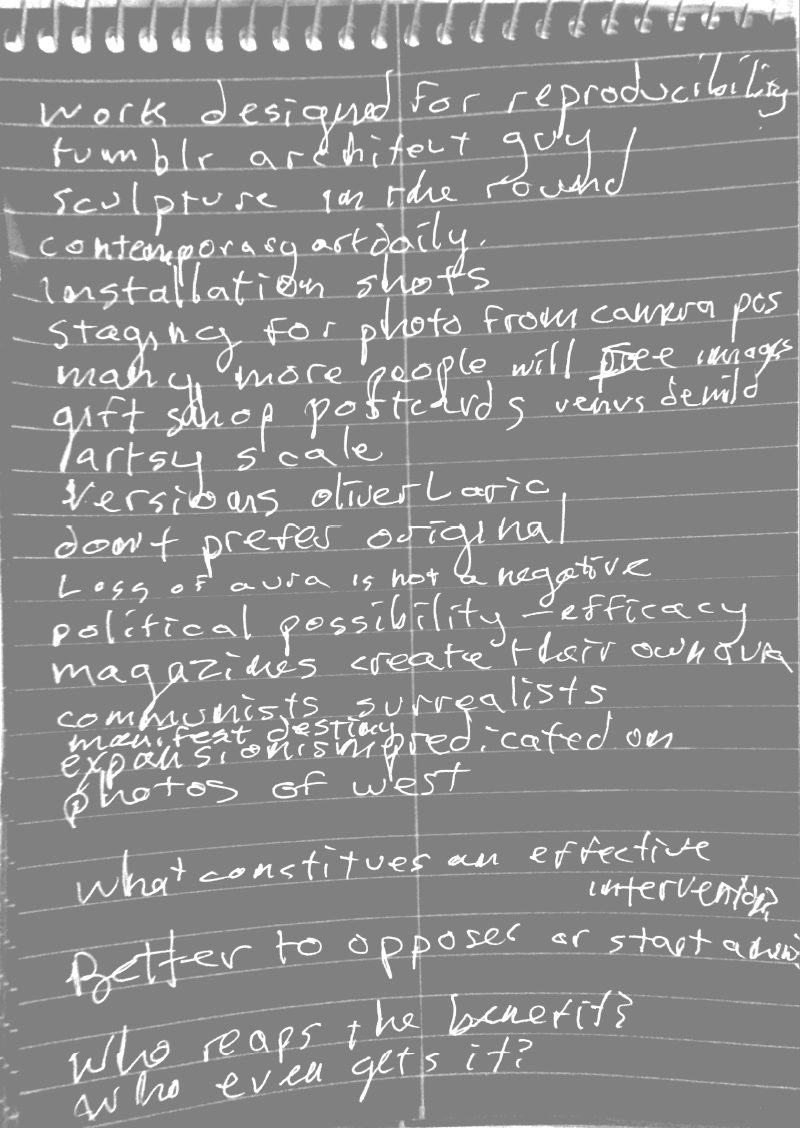 work designed for reproducibility
tumblr architect guy
sculpture in the round
contemporaryartdaily.
installation shots
staging for photo from camera pos
many more people will see images
gift shop postcards venus demilo
artsy scale
Versions oliver Laric
don't prefer original
Loss of aura is not a negative
political possibility – efficacy
magazines create their own aura
communists surrealists
manifest destiny
expansionism predicated on
photos of west
what constitues an effective
intervention?
Better to oppose or start
Who reaps the benefit?
who even gets it?